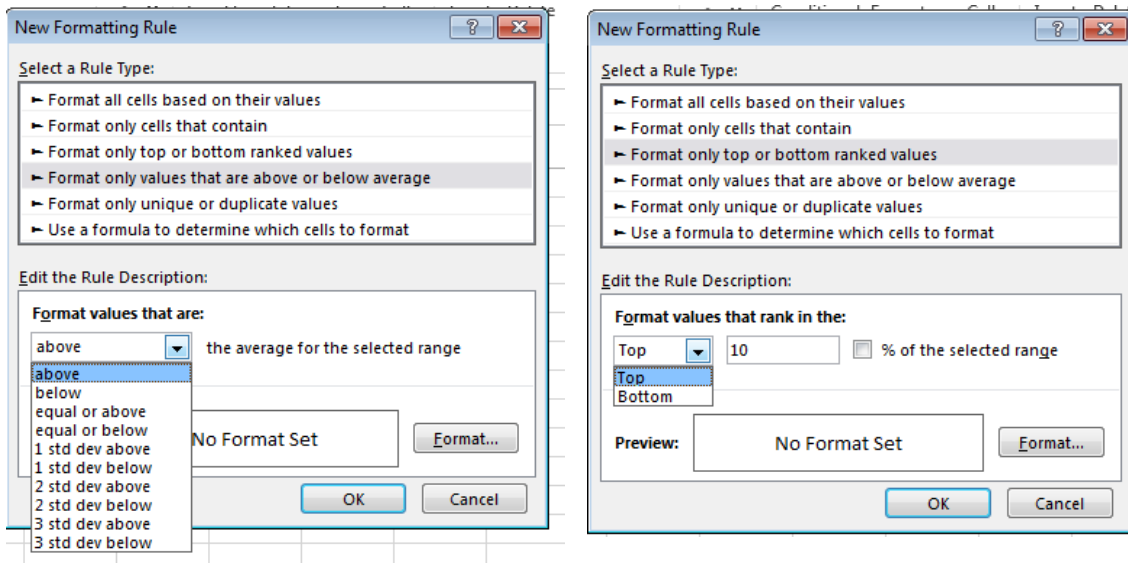 New Formatting Rule
Select a Rule Type:
► Format all cells based on their values
► Format only cells that contain
► Format only top or bottom ranked values
► Format only values that are above or below average
► Format only unique or duplicate values
► Use a formula to determine which cells to format
Edit the Rule Description:
Format values that are:
above the average for the selected range
above
below
equal or above
equal or below
1 std dev above
1 std dev below
2 std dev above
2 std dev below
3 std dev above
3 std dev below
No Format Set Format...
OK Cancel
New Formatting Rule
Select a Rule Type:
► Format all cells based on their values
► Format only cells that contain
► Format only top or bottom ranked values
► Format only values that are above or below average
► Format only unique or duplicate values
► Use a formula to determine which cells to format
Edit the Rule Description:
Format values that rank in the:
Top 10 % of the selected range
Top
Bottom
Preview: No Format Set Format...
OK Cancel